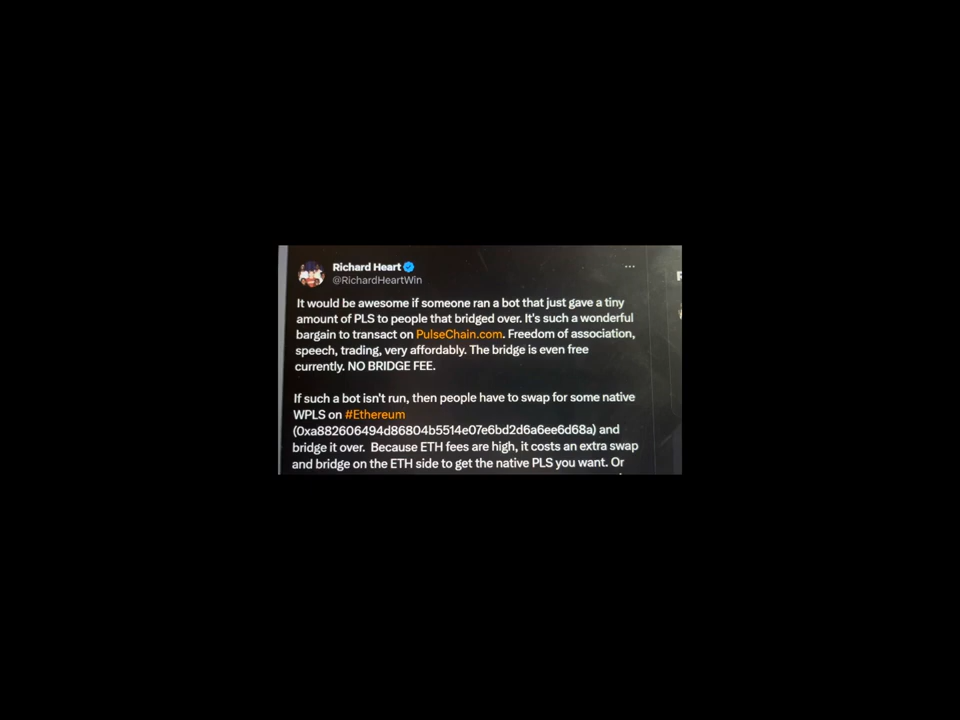 Richard Heart
@RichardHeartWin
It would be awesome if someone ran a bot that just gave a tiny
amount of PLS to people that bridged over. It's such a wonderful
bargain to transact on PulseChain.com. Freedom of association,
speech, trading, very affordably. The bridge is even free
currently. NO BRIDGE FEE.
If such a bot isn't run, then people have to swap for some native
WPLS on #Ethereum
(0xa882606494d86804b5514e07e6bd2d6a6ee6d68a) and
bridge it over. Because ETH fees are high, it costs an extra swap
and bridge on the ETH side to get the native PLS you want. Or